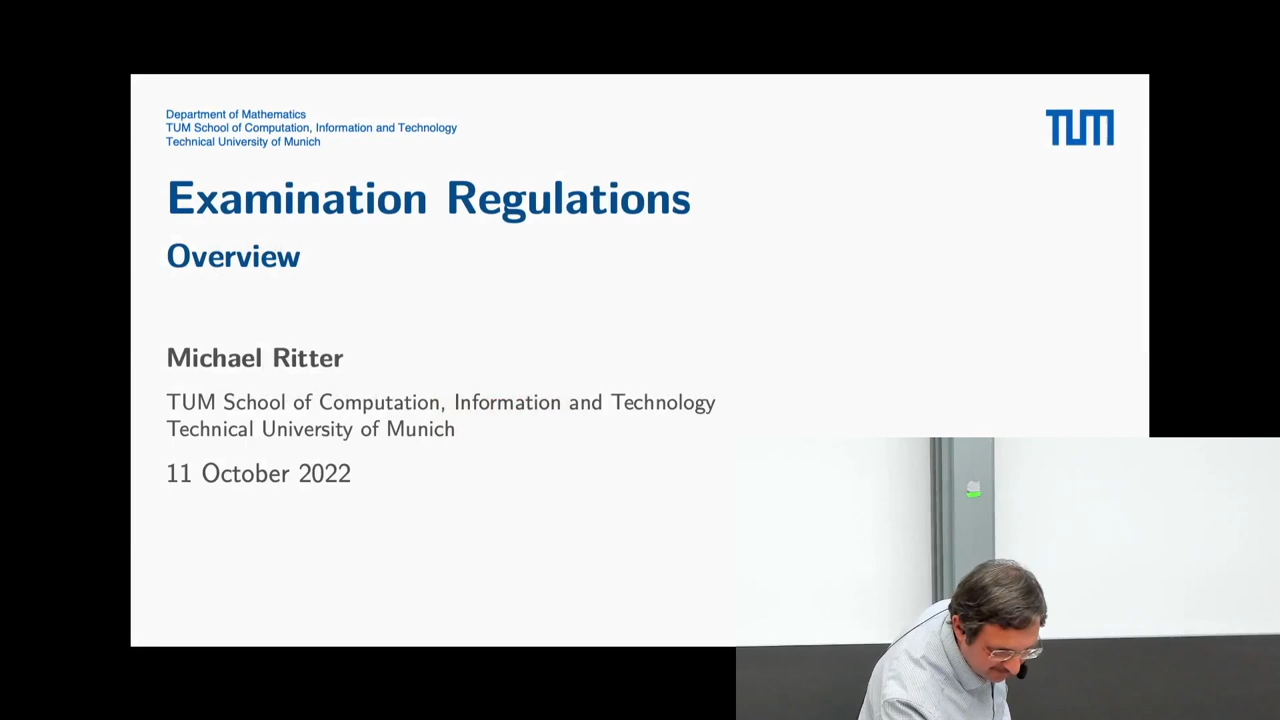 Department of Mathematics
TUM School of Computation, Information and Technology
Technical University of Munich
TUM
Examination Regulations
Overview
Michael Ritter
TUM School of Computation, Information and Technology
Technical University of Munich
11 October 2022